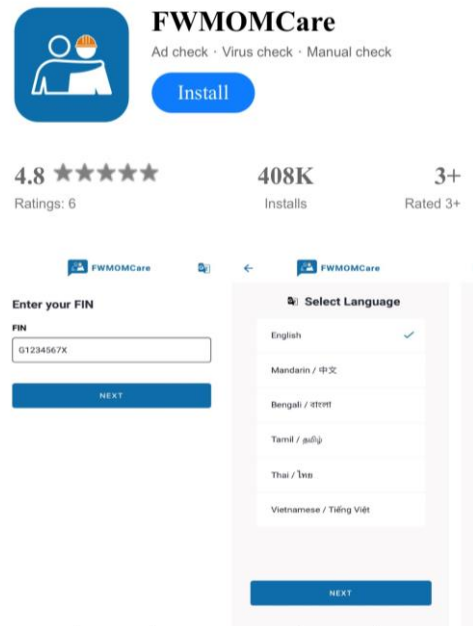 FWMOMCare
Ad check · Virus check · Manual check
Install
4.8 ★★★★★
408K
3+
Ratings: 6
Installs
Rated 3+
FWMOMCare
Enter your FIN
FIN
G1234567X
NEXT
FWMOMCare
Select Language
English
Mandarin / 中文
Bengali / বাংলা
Tamil / தமிழ்
Thai / ไทย
Vietnamese / Tiếng Việt
NEXT